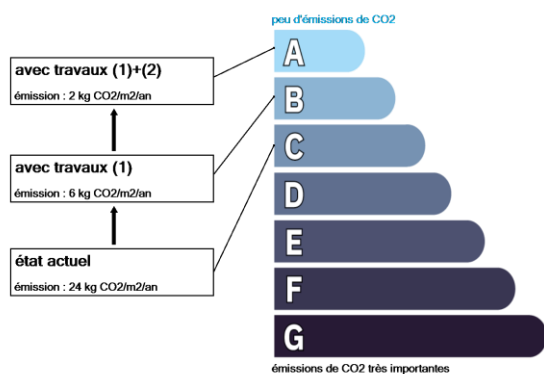 peu d'émissions de CO2
A
avec travaux (1)+(2)
émission : 2 kg CO2/m2/an
B
C
avec travaux (1)
émission : 6 kg CO2/m2/an
D
E
état actuel
émission : 24 kg CO2/m2/an
F
G
émissions de CO2 très importantes